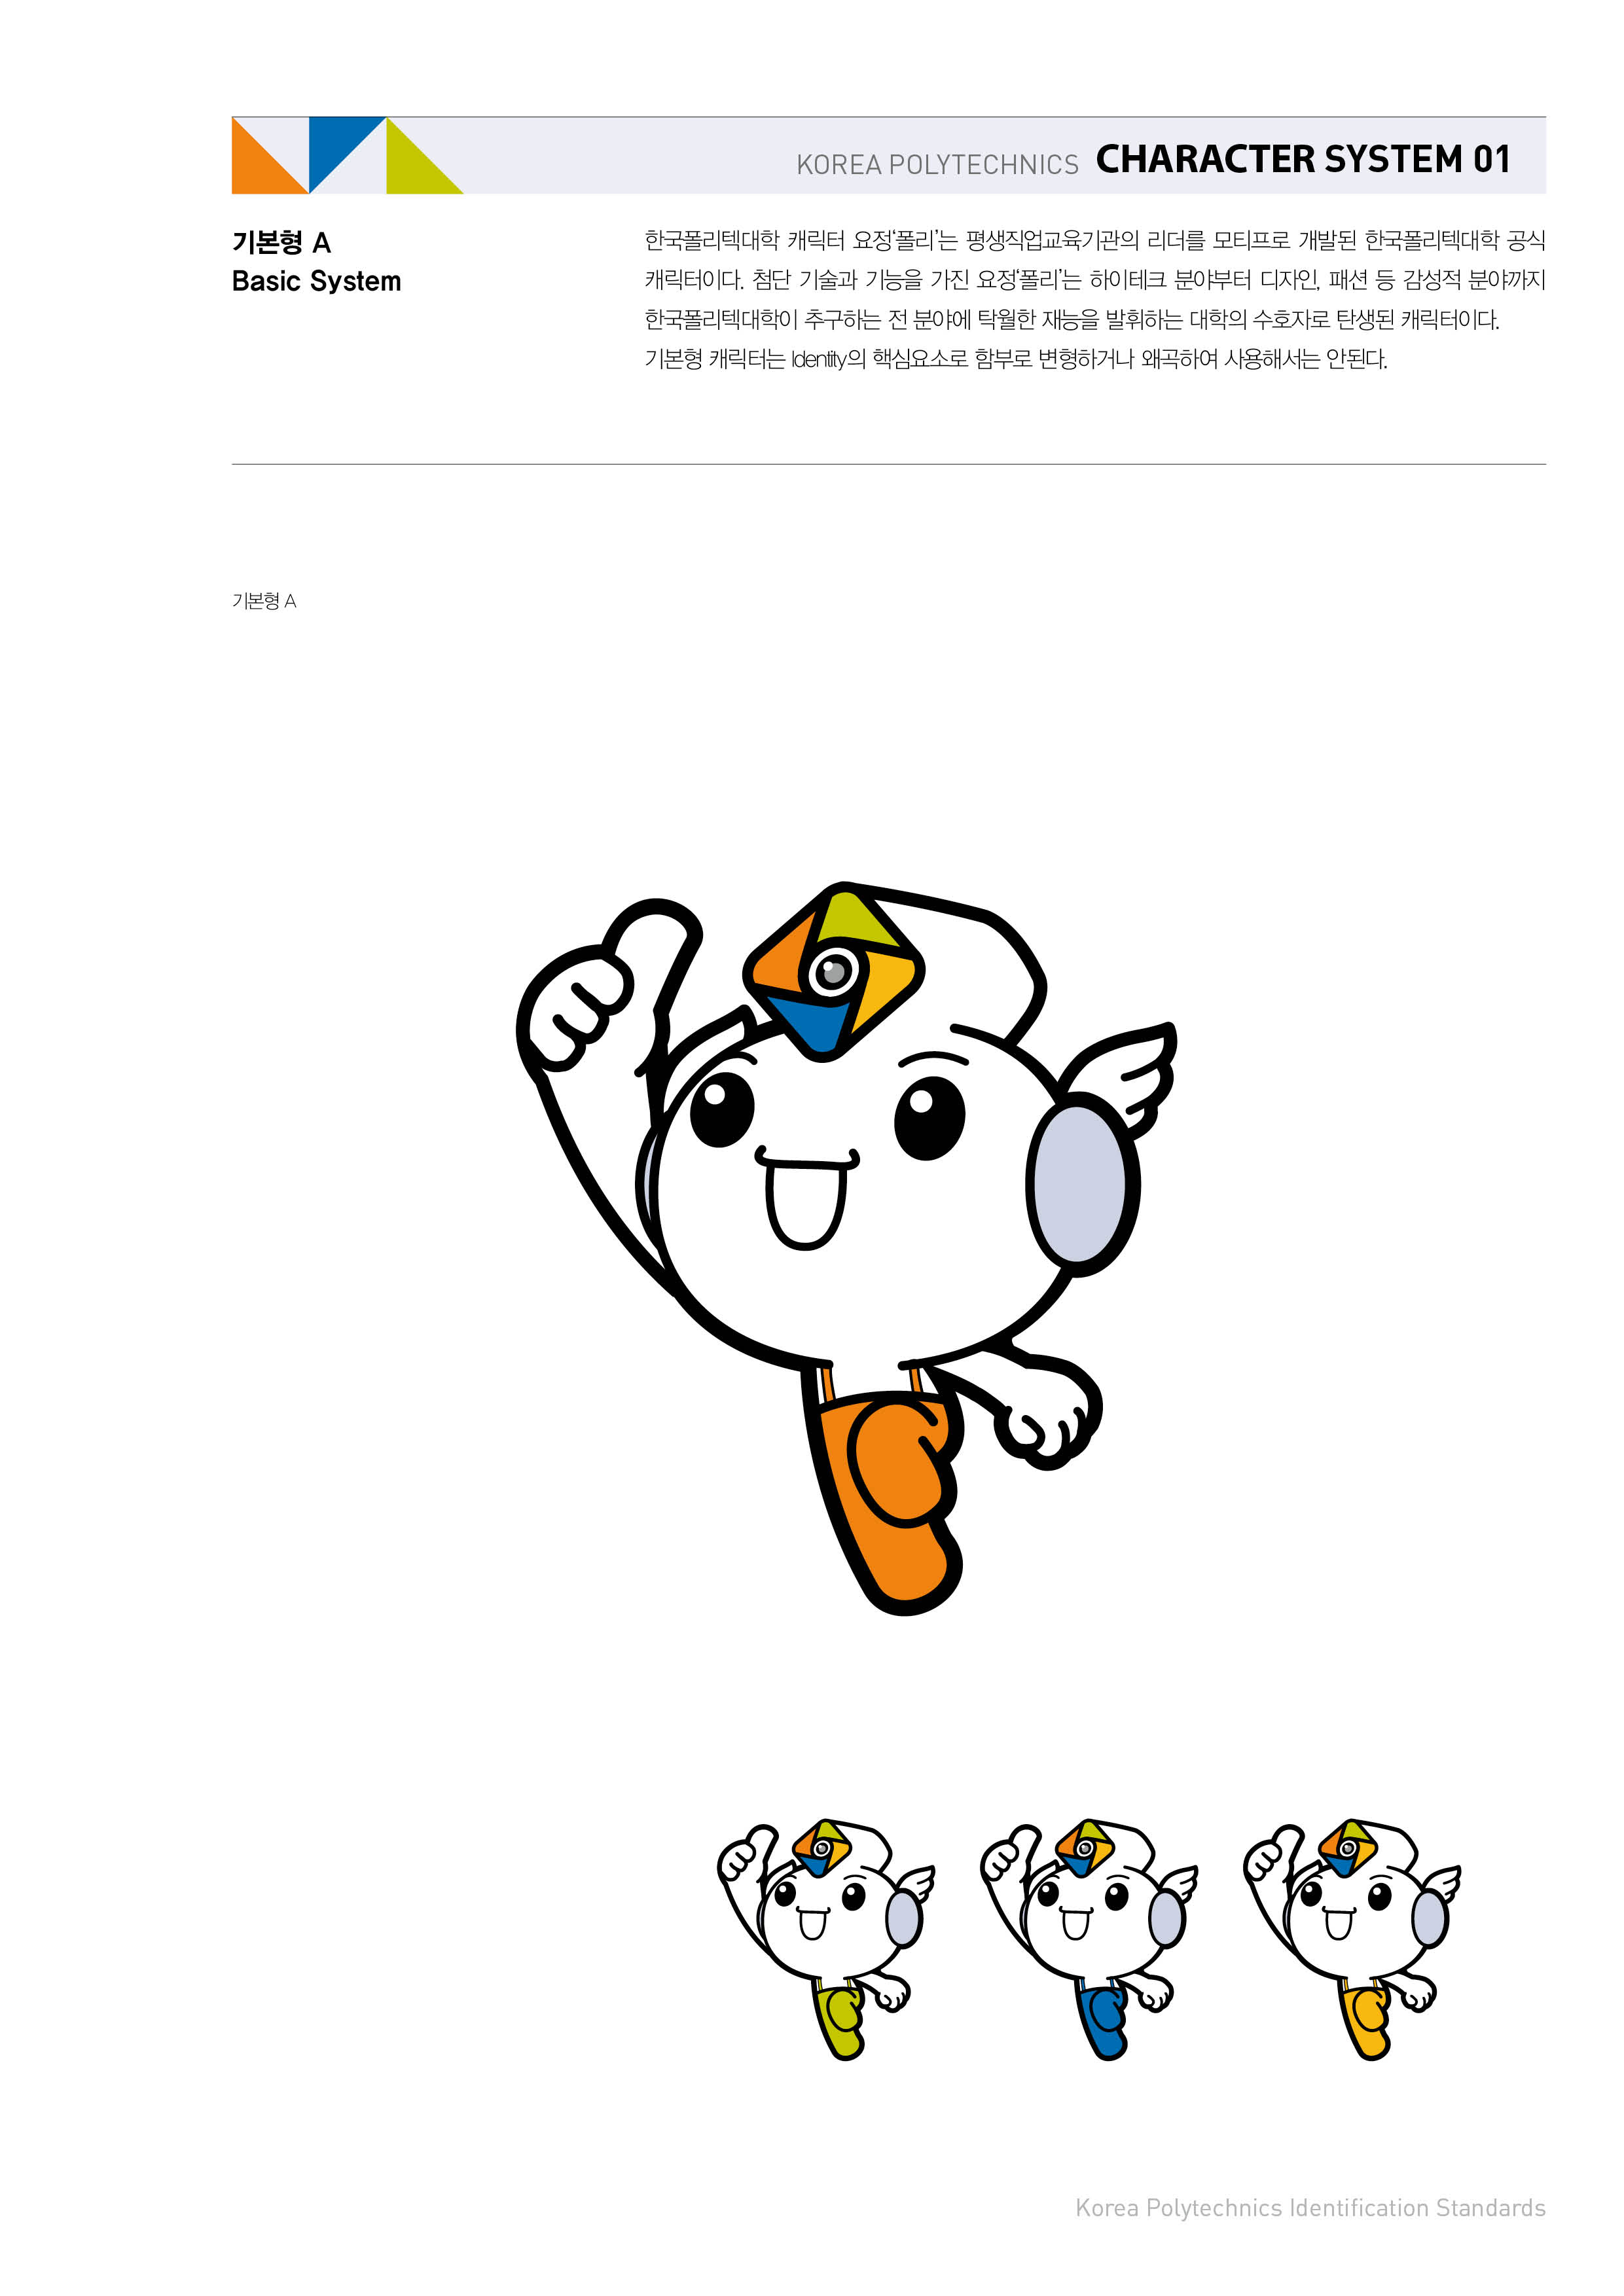 KOREA POLYTECHNICS CHARACTER SYSTEM 01
기본형 A
Basic System
한국폴리텍대학 캐릭터 요정‘폴리’는 평생직업교육기관의 리더를 모티프로 개발된 한국폴리텍대학 공식
캐릭터이다. 첨단 기술과 기능을 가진 요정‘폴리’는 하이테크 분야부터 디자인, 패션 등 감성적 분야까지
한국폴리텍대학이 추구하는 전 분야에 탁월한 재능을 발휘하는 대학의 수호자로 탄생된 캐릭터이다.
기본형 캐릭터는 Identity의 핵심요소로 함부로 변형하거나 왜곡하여 사용해서는 안된다.
기본형 A
Korea Polytechnics Identification Standards